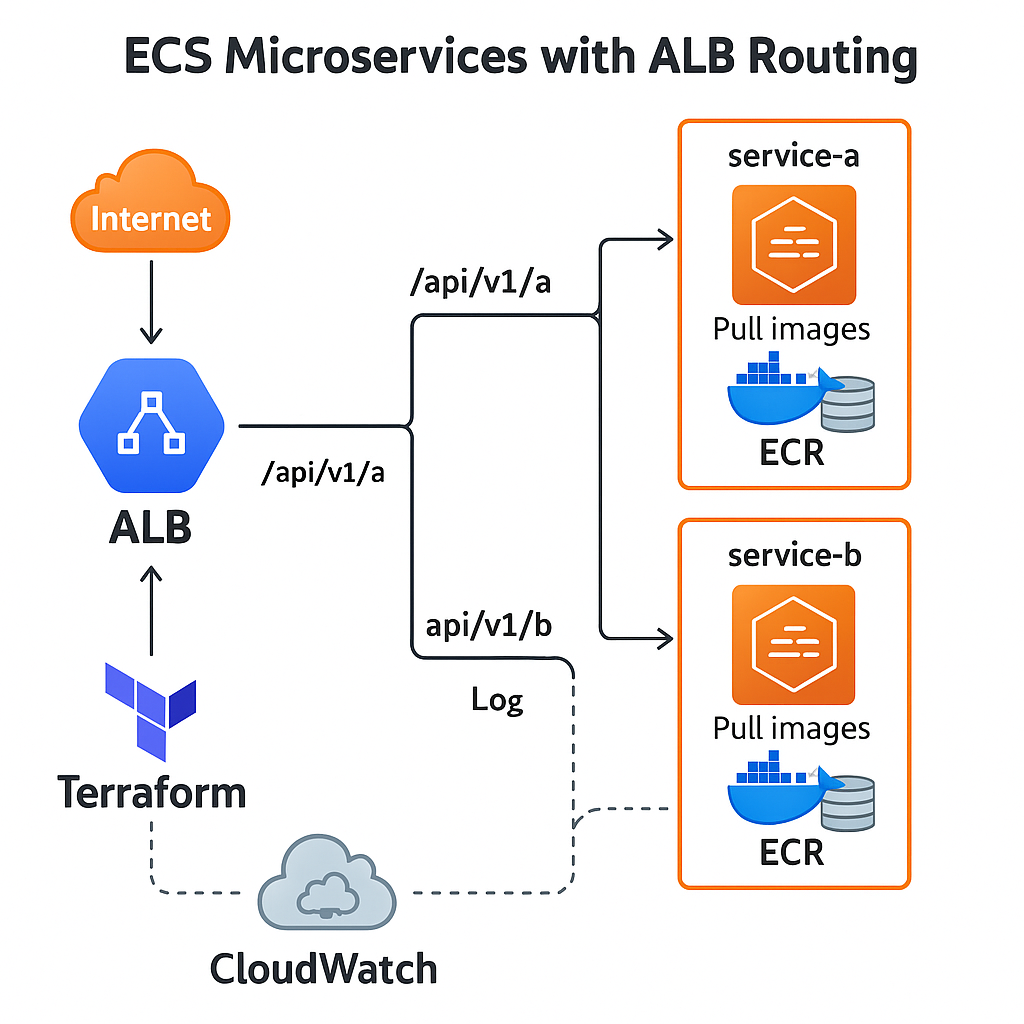 ECS Microservices with ALB Routing
Internet
ALB
Terraform
CloudWatch
/api/v1/a
/api/v1/a
api/v1/b
Log
service-a
Pull images
ECR
service-b
Pull images
ECR